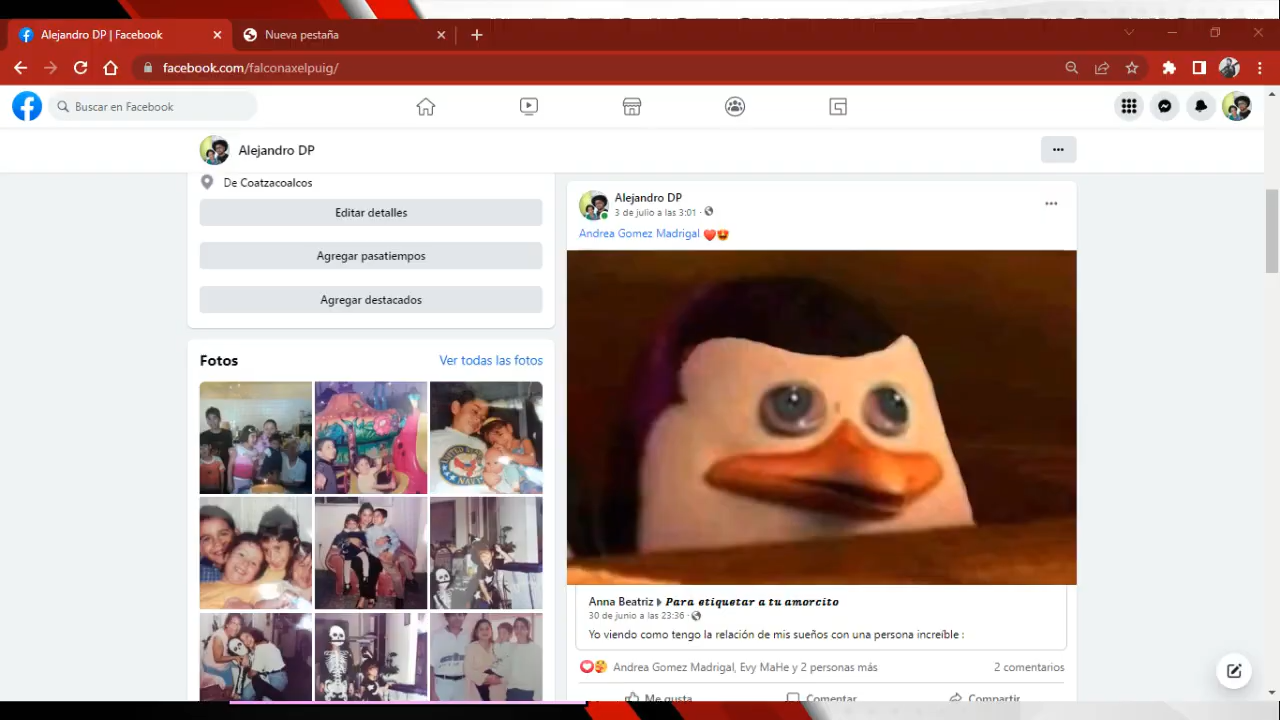 Alejandro DP | Facebook
Nueva pestaña
facebook.com/falconaxelpuig/
Buscar en Facebook
Alejandro DP
De Coatzacoalcos
Editar detalles
Agregar pasatiempos
Agregar destacados
Fotos
Ver todas las fotos
Alejandro DP
3 de julio a las 3:01 ·
Andrea Gomez Madrigal
Anna Beatriz Para etiquetar a tu amorcito
30 de junio a las 23:36 ·
Yo viendo como tengo la relación de mis sueños con una persona increíble :
Andrea Gomez Madrigal, Evy MaHe y 2 personas más
2 comentarios
Me gusta
Comentar
Compartir